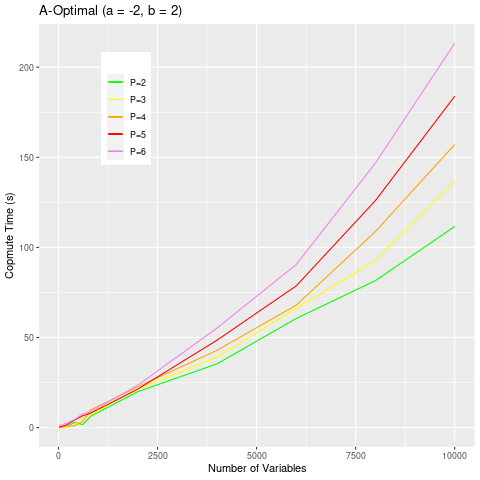 A-Optimal (a = -2, b = 2)
200
150
100
50
0
P=2
P=3
P=4
P=5
P=6
Copmute Time (s)
0
2500
5000
7500
10000
Number of Variables